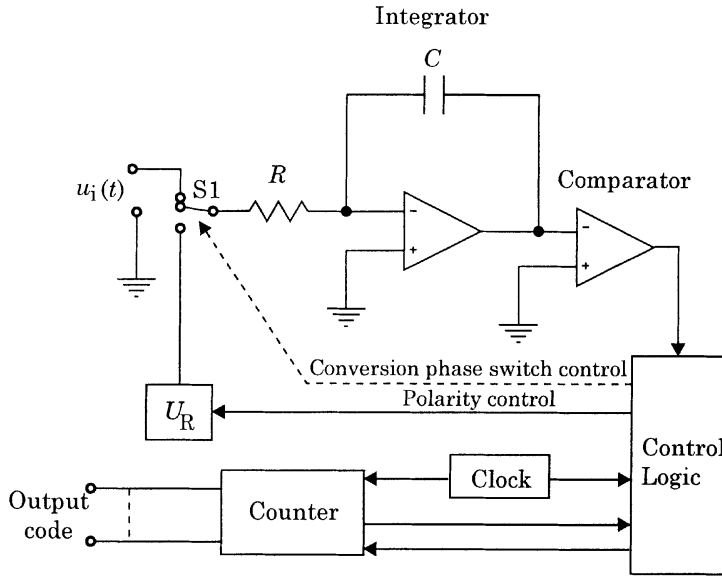 Integrator
C
u_i(t)
S1
R
Comparator
-
+
-
+
Conversion phase switch control
Polarity control
U_R
Control
Logic
Clock
Output
code
Counter